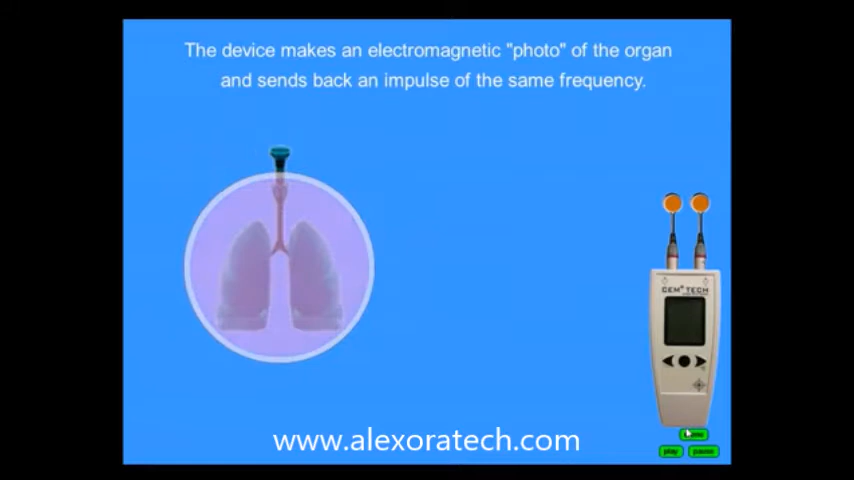 The device makes an electromagnetic "photo" of the organ
and sends back an impulse of the same frequency.
CEM® TECH
www.alexoratech.com
play
pause